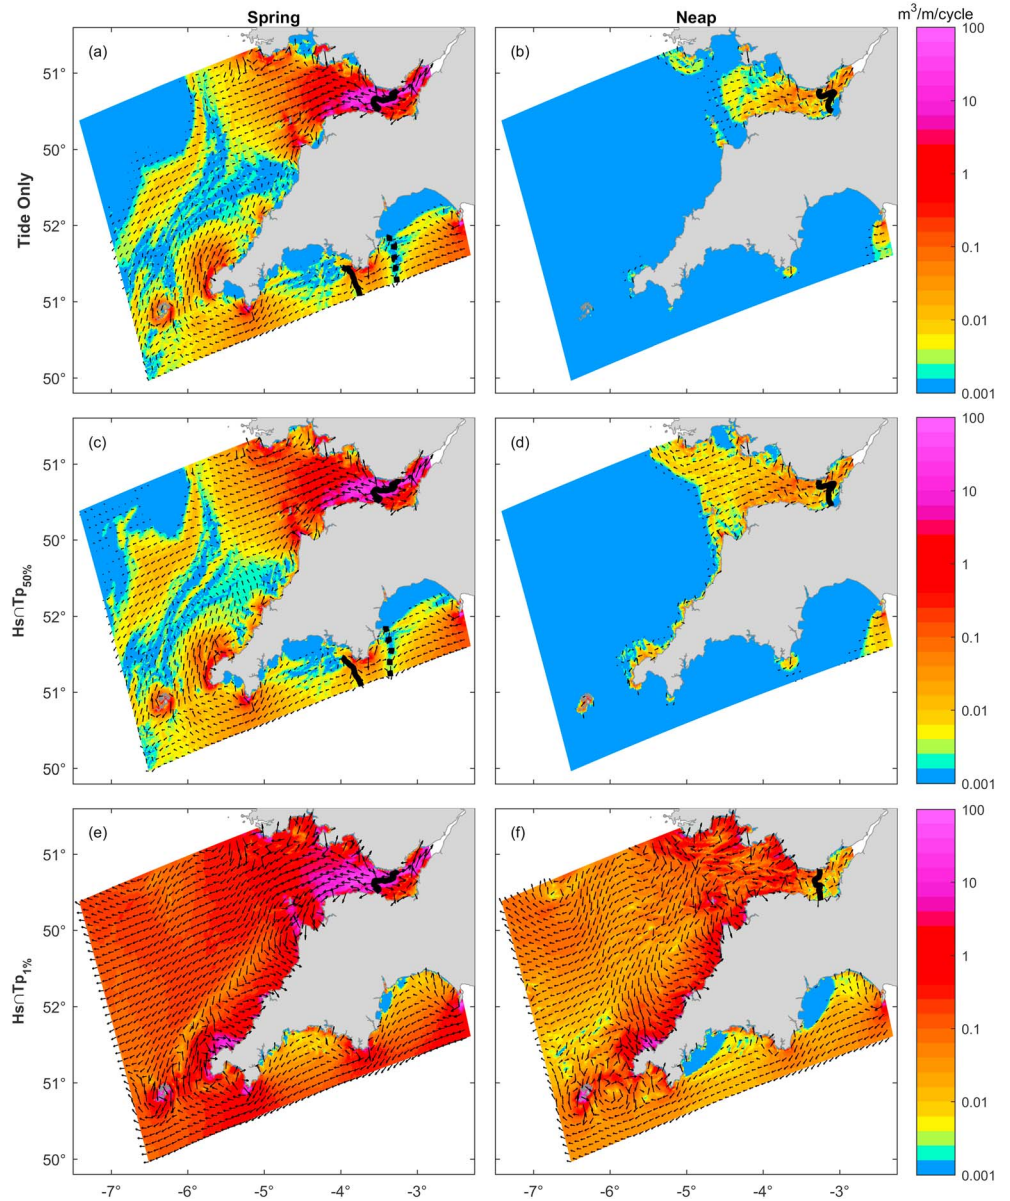 Spring
Neap
m3/m/cycle
(a)
(b)
51°
50°
52°
51°
50°
Tide Only
100
10
1
0.1
0.01
0.001
(c)
(d)
51°
50°
52°
51°
50°
Hs∩Tp50%
100
10
1
0.1
0.01
0.001
(e)
(f)
51°
50°
52°
51°
50°
Hs∩Tp1%
100
10
1
0.1
0.01
0.001
-7° -6° -5° -4° -3°
-7° -6° -5° -4° -3°